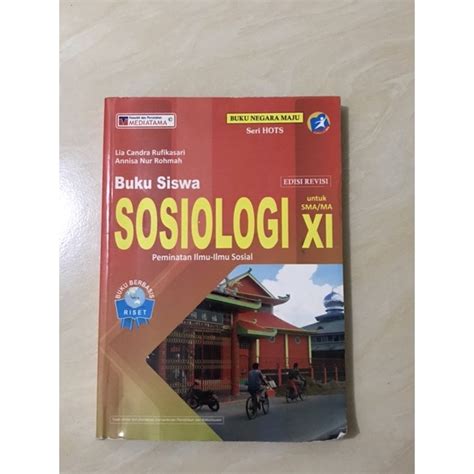 MEDIATAMA
BUKU NEGARA MAJU
Seri HOTS
Lia Candra Rufikasari
Annisa Nur Rohmah
Buku Siswa
EDISI REVISI
SOSIOLOGI
untuk
SMA/MA
XI
Peminatan Ilmu-Ilmu Sosial
BUKU BERBASIS
RISET